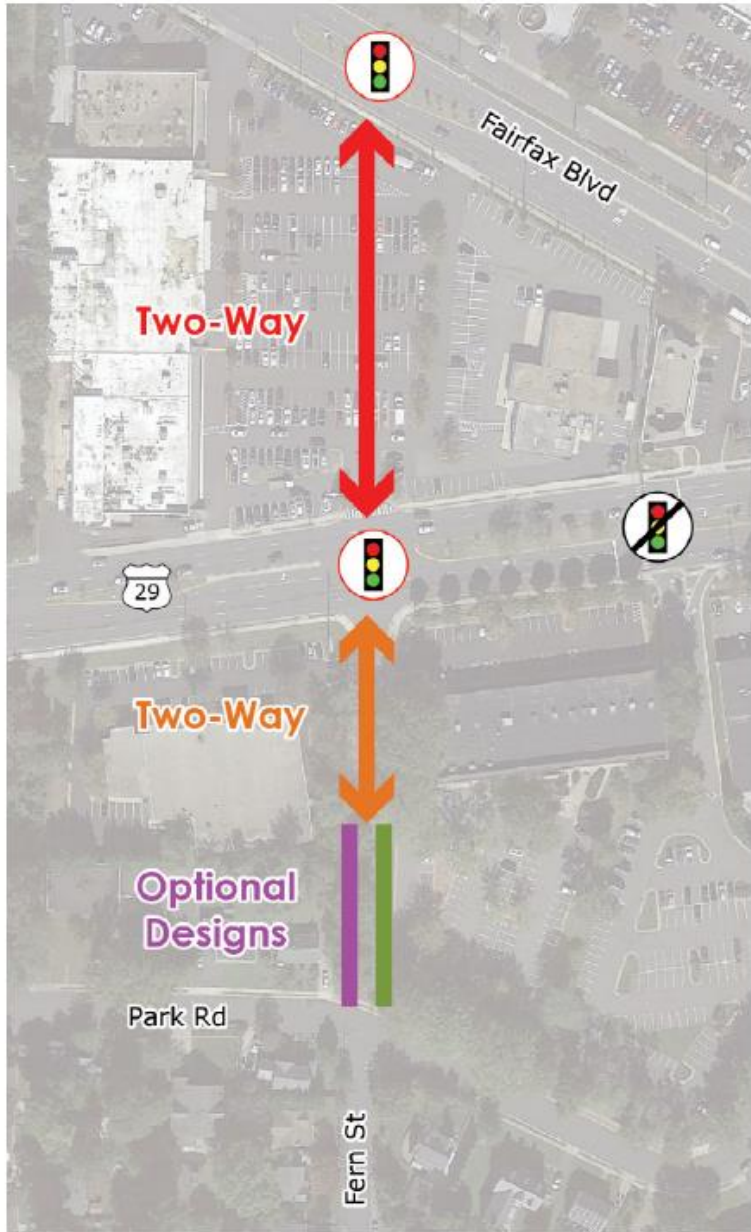 Fairfax Blvd
Two-Way
29
Two-Way
Optional
Designs
Park Rd
Fern St